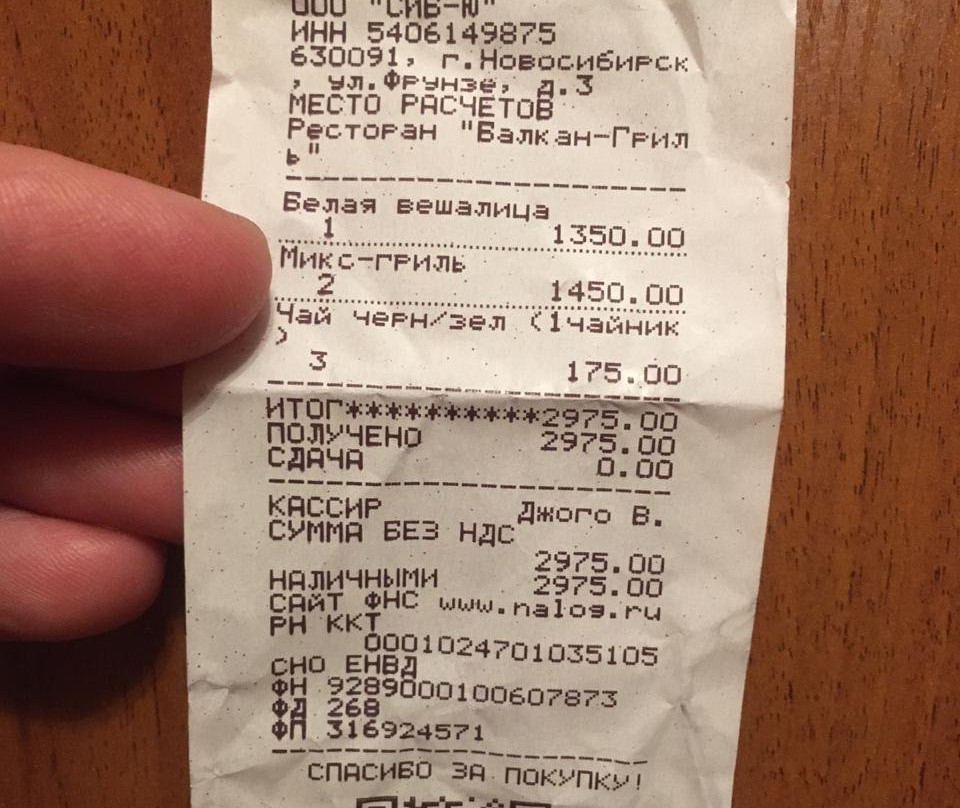 ООО "СИБ-Ю"
ИНН 5406149875
630091, г.Новосибирск
, ул.Фрунзе, д.3
МЕСТО РАСЧЕТОВ
Ресторан "Балкан-Грил
ь"
Белая вешалица
1 1350.00
Микс-гриль
2 1450.00
Чай черн/зел (1чайник
)
3 175.00
ИТОГ**********2975.00
ПОЛУЧЕНО 2975.00
СДАЧА 0.00
КАССИР Джого В.
СУММА БЕЗ НДС
2975.00
НАЛИЧНЫМИ 2975.00
САЙТ ФНС www.nalog.ru
РН ККТ
0001024701035105
СНО ЕНВД
ФН 9289000100607873
ФД 268
ФП 316924571
СПАСИБО ЗА ПОКУПКУ!